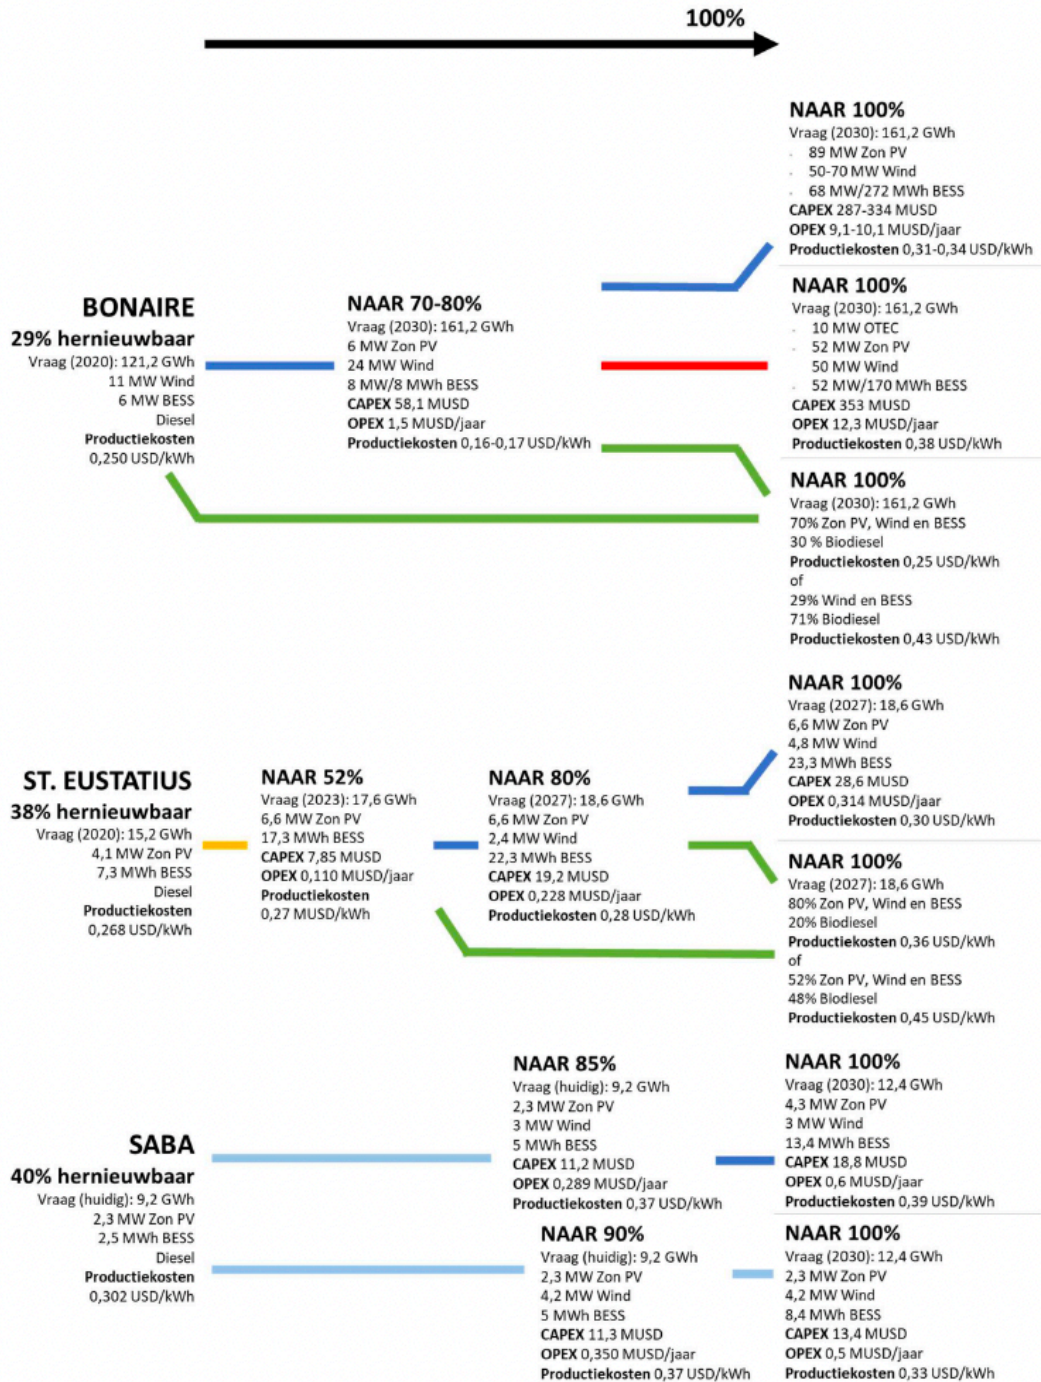 100%
NAAR 100%
Vraag (2030): 161,2 GWh
- 89 MW Zon PV
- 50-70 MW Wind
- 68 MW/272 MWh BESS
CAPEX 287-334 MUSD
OPEX 9,1-10,1 MUSD/jaar
Productiekosten 0,31-0,34 USD/kWh
BONAIRE
29% hernieuwbaar
Vraag (2020): 121,2 GWh
11 MW Wind
6 MW BESS
Diesel
Productiekosten
0,250 USD/kWh
NAAR 70-80%
Vraag (2030): 161,2 GWh
6 MW Zon PV
24 MW Wind
8 MW/8 MWh BESS
CAPEX 58,1 MUSD
OPEX 1,5 MUSD/jaar
Productiekosten 0,16-0,17 USD/kWh
NAAR 100%
Vraag (2030): 161,2 GWh
- 10 MW OTEC
- 52 MW Zon PV
50 MW Wind
- 52 MW/170 MWh BESS
CAPEX 353 MUSD
OPEX 12,3 MUSD/jaar
Productiekosten 0,38 USD/kWh
NAAR 100%
Vraag (2030): 161,2 GWh
70% Zon PV, Wind en BESS
30 % Biodiesel
Productiekosten 0,25 USD/kWh
of
29% Wind en BESS
71% Biodiesel
Productiekosten 0,43 USD/kWh
ST. EUSTATIUS
38% hernieuwbaar
Vraag (2020): 15,2 GWh
4,1 MW Zon PV
7,3 MWh BESS
Diesel
Productiekosten
0,268 USD/kWh
NAAR 52%
Vraag (2023): 17,6 GWh
6,6 MW Zon PV
17,3 MWh BESS
CAPEX 7,85 MUSD
OPEX 0,110 MUSD/jaar
Productiekosten
0,27 MUSD/kWh
NAAR 80%
Vraag (2027): 18,6 GWh
6,6 MW Zon PV
2,4 MW Wind
22,3 MWh BESS
CAPEX 19,2 MUSD
OPEX 0,228 MUSD/jaar
Productiekosten 0,28 USD/kWh
NAAR 100%
Vraag (2027): 18,6 GWh
6,6 MW Zon PV
4,8 MW Wind
23,3 MWh BESS
CAPEX 28,6 MUSD
OPEX 0,314 MUSD/jaar
Productiekosten 0,30 USD/kWh
NAAR 100%
Vraag (2027): 18,6 GWh
80% Zon PV, Wind en BESS
20% Biodiesel
Productiekosten 0,36 USD/kWh
of
52% Zon PV, Wind en BESS
48% Biodiesel
Productiekosten 0,45 USD/kWh
SABA
40% hernieuwbaar
Vraag (huidig): 9,2 GWh
2,3 MW Zon PV
2,5 MWh BESS
Diesel
Productiekosten
0,302 USD/kWh
NAAR 85%
Vraag (huidig): 9,2 GWh
2,3 MW Zon PV
3 MW Wind
5 MWh BESS
CAPEX 11,2 MUSD
OPEX 0,289 MUSD/jaar
Productiekosten 0,37 USD/kWh
NAAR 100%
Vraag (2030): 12,4 GWh
4,3 MW Zon PV
3 MW Wind
13,4 MWh BESS
CAPEX 18,8 MUSD
OPEX 0,6 MUSD/jaar
Productiekosten 0,39 USD/kWh
NAAR 90%
Vraag (huidig): 9,2 GWh
2,3 MW Zon PV
4,2 MW Wind
5 MWh BESS
CAPEX 11,3 MUSD
OPEX 0,350 MUSD/jaar
Productiekosten 0,37 USD/kWh
NAAR 100%
Vraag (2030): 12,4 GWh
2,3 MW Zon PV
4,2 MW Wind
8,4 MWh BESS
CAPEX 13,4 MUSD
OPEX 0,5 MUSD/jaar
Productiekosten 0,33 USD/kWh